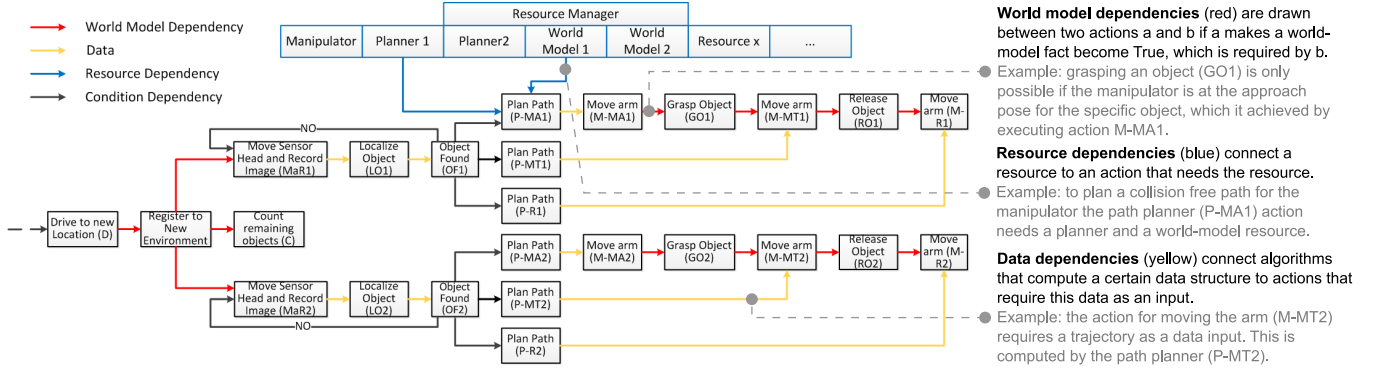 World Model Dependency
Data
Resource Dependency
Condition Dependency
Resource Manager
Manipulator
Planner 1
Planner2
World
Model 1
World
Model 2
Resource x
...
Plan Path
(P-MA1)
Move arm
(M-MA1)
Grasp Object
(GO1)
Move arm
(M-MT1)
Release
Object
(RO1)
Move
arm (M-
R1)
NO
Move Sensor
Head and Record
Image (MaR1)
Localize
Object
(LO1)
Object
Found
(OF1)
Plan Path
(P-MT1)
Plan Path
(P-R1)
Drive to new
Location (D)
Register to
New
Environment
Count
remaining
objects (C)
Plan Path
(P-MA2)
Move arm
(M-MA2)
Grasp Object
(GO2)
Move arm
(M-MT2)
Release
Object
(RO2)
Move
arm (M-
R2)
Move Sensor
Head and Record
Image (MaR2)
Localize
Object
(LO2)
Object
Found
(OF2)
Plan Path
(P-MT2)
NO
Plan Path
(P-R2)
World model dependencies (red) are drawn
between two actions a and b if a makes a world-
model fact become True, which is required by b.
Example: grasping an object (GO1) is only
possible if the manipulator is at the approach
pose for the specific object, which it achieved by
executing action M-MA1.
Resource dependencies (blue) connect a
resource to an action that needs the resource.
Example: to plan a collision free path for the
manipulator the path planner (P-MA1) action
needs a planner and a world-model resource.
Data dependencies (yellow) connect algorithms
that compute a certain data structure to actions that
require this data as an input.
Example: the action for moving the arm (M-MT2)
requires a trajectory as a data input. This is
computed by the path planner (P-MT2).